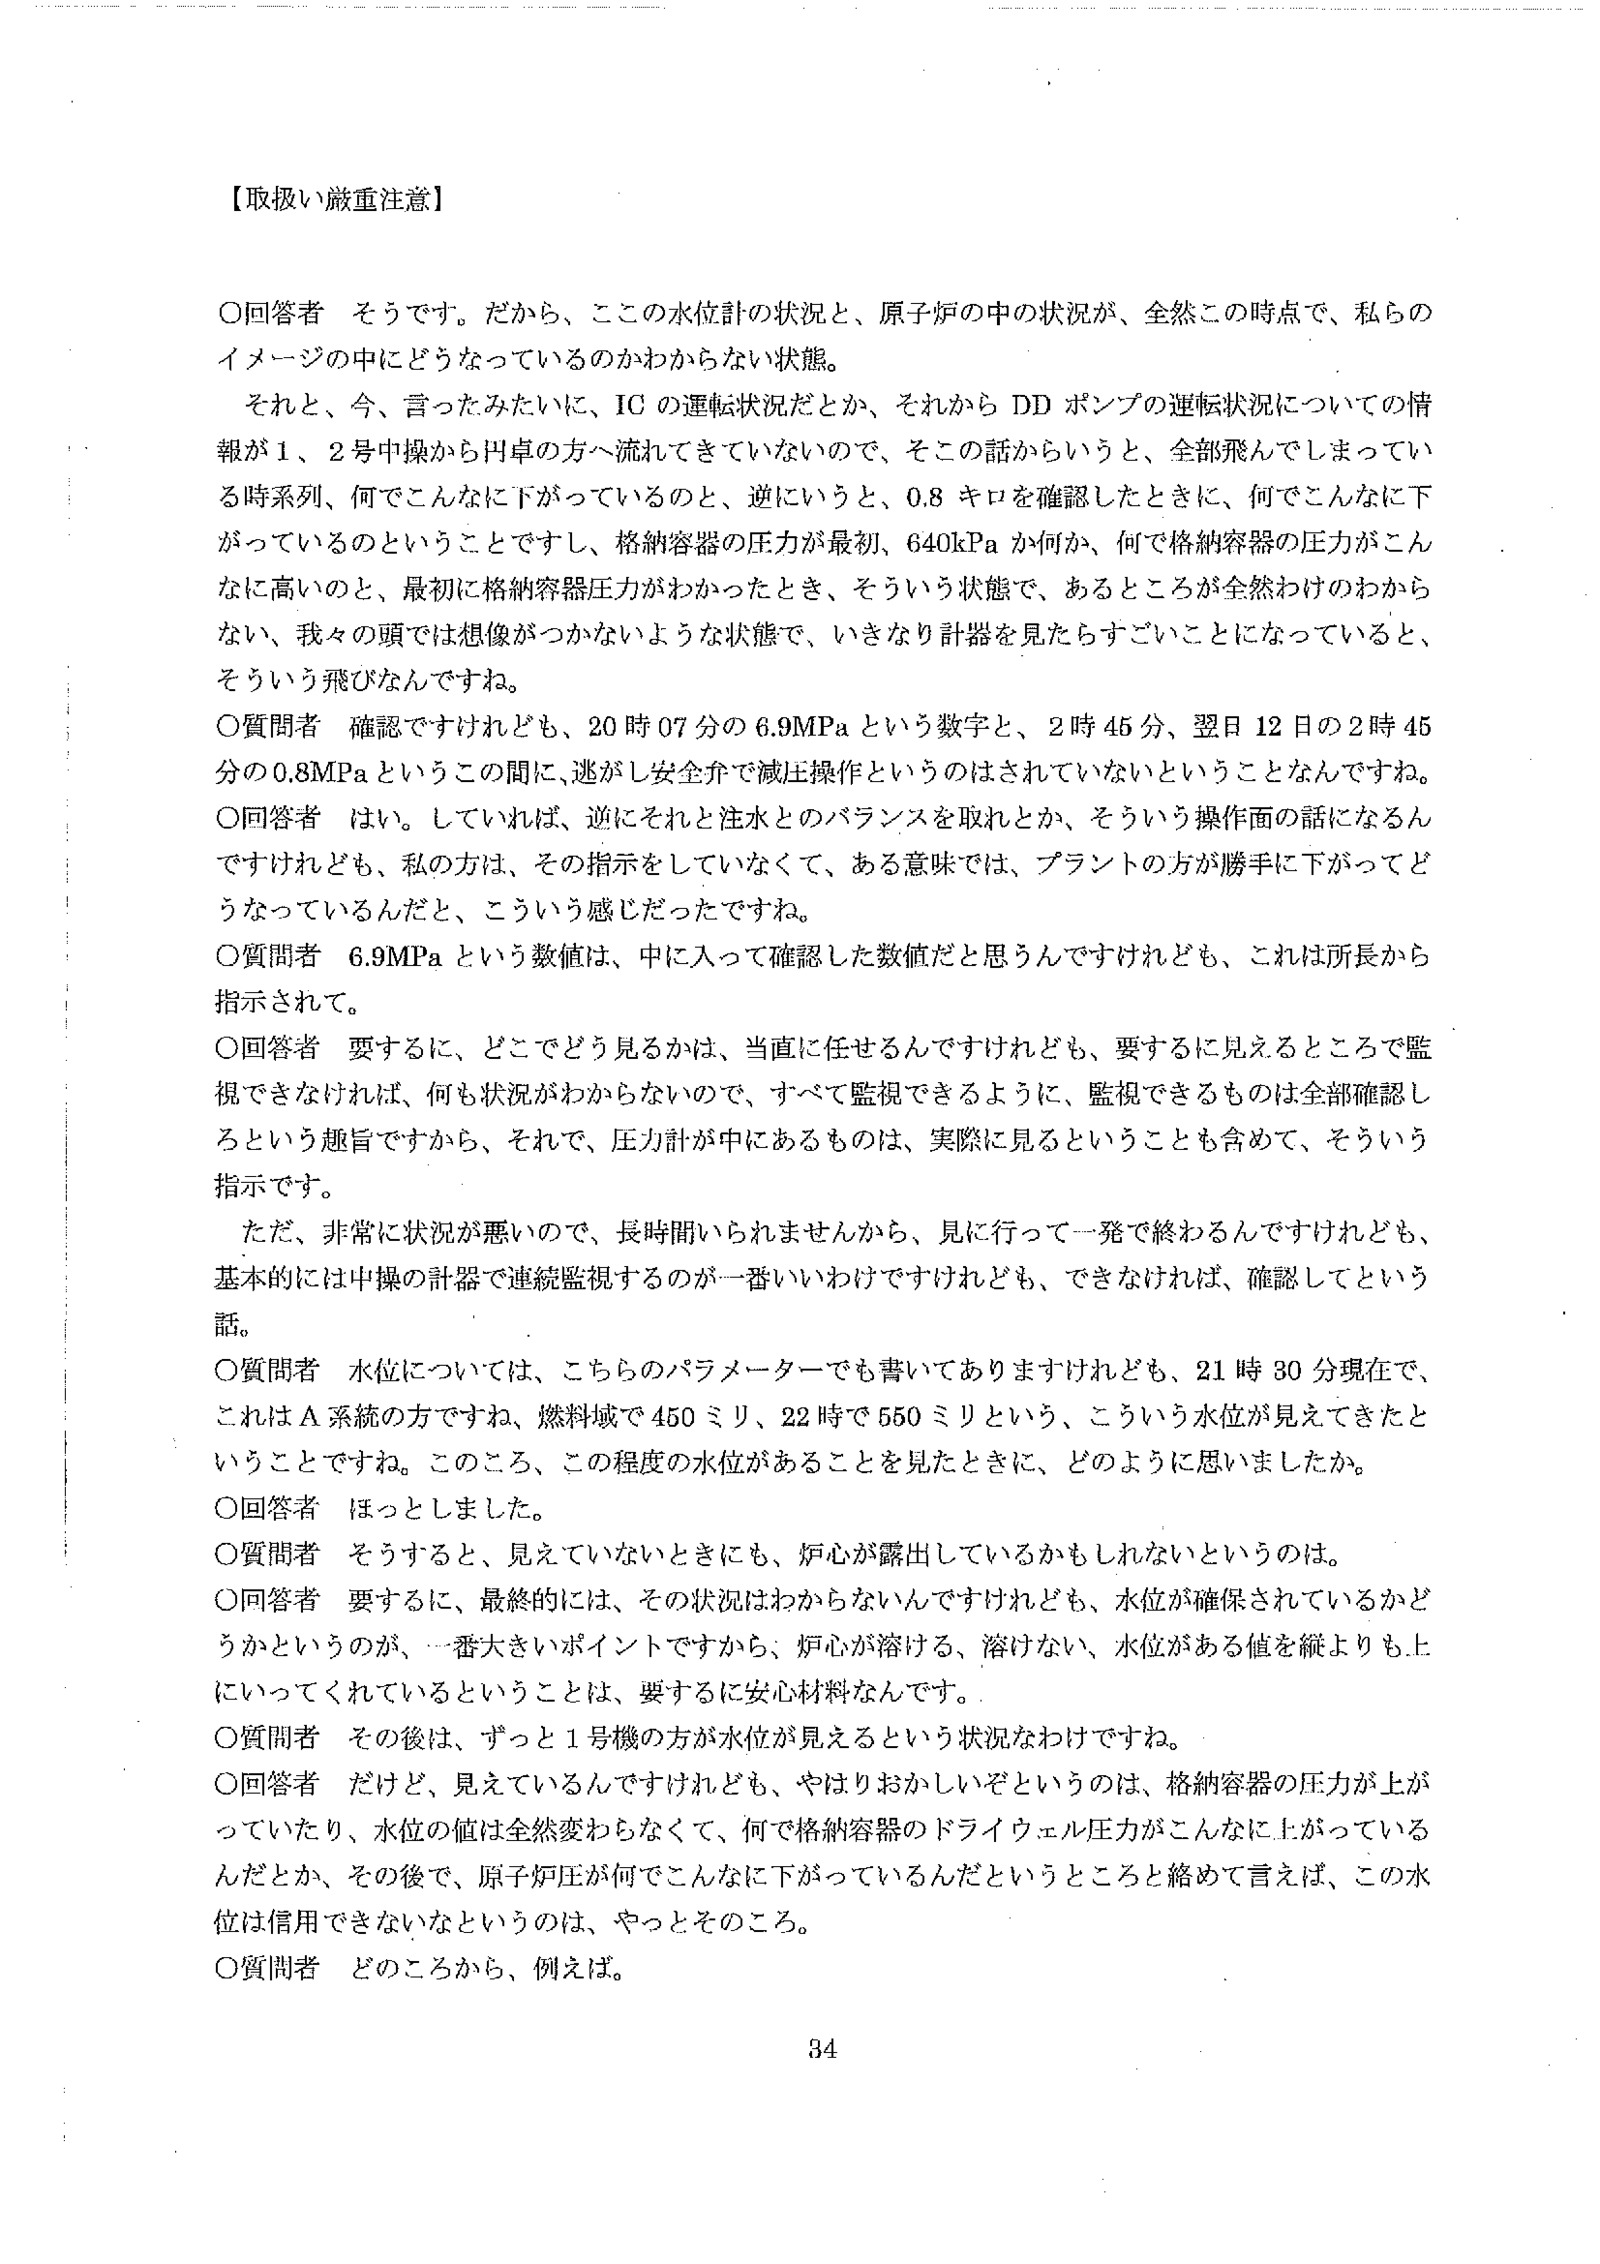 【取扱い厳重注意】
○回答者　そうです。だから、ここの水位計の状況と、原子炉の中の状況が、全然この時点で、私らの
イメージの中にどうなっているのかわからない状態。
　それと、今、言ったみたいに、IC の運転状況だとか、それから DD ポンプの運転状況についての情
報が１、２号中操から円卓の方へ流れてきていないので、そこの話からいうと、全部飛んでしまってい
る時系列、何でこんなに下がっているのと、逆にいうと、0.8 キロを確認したときに、何でこんなに下
がっているのということですし、格納容器の圧力が最初、640kPa か何か、何で格納容器の圧力がこん
なに高いのと、最初に格納容器圧力がわかったとき、そういう状態で、あるところが全然わけのわから
ない、我々の頭では想像がつかないような状態で、いきなり計器を見たらすごいことになっていると、
そういう飛びなんですね。
○質問者　確認ですけれども、20 時 07 分の 6.9MPa という数字と、２時 45 分、翌日 12 日の２時 45
分の 0.8MPa というこの間に、逃がし安全弁で減圧操作というのはされていないということなんですね。
○回答者　はい。していれば、逆にそれと注水とのバランスを取れとか、そういう操作面の話になるん
ですけれども、私の方は、その指示をしていなくて、ある意味では、プラントの方が勝手に下がってど
うなっているんだと、こういう感じだったですね。
○質問者　6.9MPa という数値は、中に入って確認した数値だと思うんですけれども、これは所長から
指示されて。
○回答者　要するに、どこでどう見るかは、当直に任せるんですけれども、要するに見えるところで監
視できなければ、何も状況がわからないので、すべて監視できるように、監視できるものは全部確認し
ろという趣旨ですから、それで、圧力計が中にあるものは、実際に見るということも含めて、そういう
指示です。
　ただ、非常に状況が悪いので、長時間いられませんから、見に行って一発で終わるんですけれども、
基本的には中操の計器で連続監視するのが一番いいわけですけれども、できなければ、確認してという
話。
○質問者　水位については、こちらのパラメーターでも書いてありますけれども、21 時 30 分現在で、
これは A 系統の方ですね、燃料域で 450 ミリ、22 時で 550 ミリという、こういう水位が見えてきたと
いうことですね。このころ、この程度の水位があることを見たときに、どのように思いましたか。
○回答者　ほっとしました。
○質問者　そうすると、見えていないときにも、炉心が露出しているかもしれないというのは。
○回答者　要するに、最終的には、その状況はわからないんですけれども、水位が確保されているかど
うかというのが、一番大きいポイントですから、炉心が溶ける、溶けない、水位がある値を縦よりも上
にいってくれているということは、要するに安心材料なんです。
○質問者　その後は、ずっと１号機の方が水位が見えるという状況なわけですね。
○回答者　だけど、見えているんですけれども、やはりおかしいぞというのは、格納容器の圧力が上が
っていたり、水位の値は全然変わらなくて、何で格納容器のドライウェル圧力がこんなに上がっている
んだとか、その後で、原子炉圧が何でこんなに下がっているんだというところと絡めて言えば、この水
位は信用できないなというのは、やっとそのころ。
○質問者　どのころから、例えば。
34